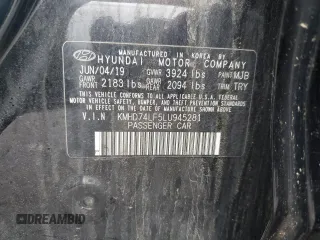 MANUFACTURED IN KOREA BY
HYUNDAI MOTOR COMPANY
JUN/04/19 GVWR 3924 lbs PAINT MJB
GAWR FRONT 2183 lbs GAWR REAR 2094 lbs TRIM TRY
THIS VEHICLE CONFORMS TO ALL APPLICABLE
FEDERAL MOTOR VEHICLE SAFETY, BUMPER, AND
THEFT PREVENTION STANDARDS IN EFFECT ON
THE DATE OF MANUFACTURE SHOWN ABOVE.
V.I.N KMHD74LF5LU945281
PASSENGER CAR
DREAMBID